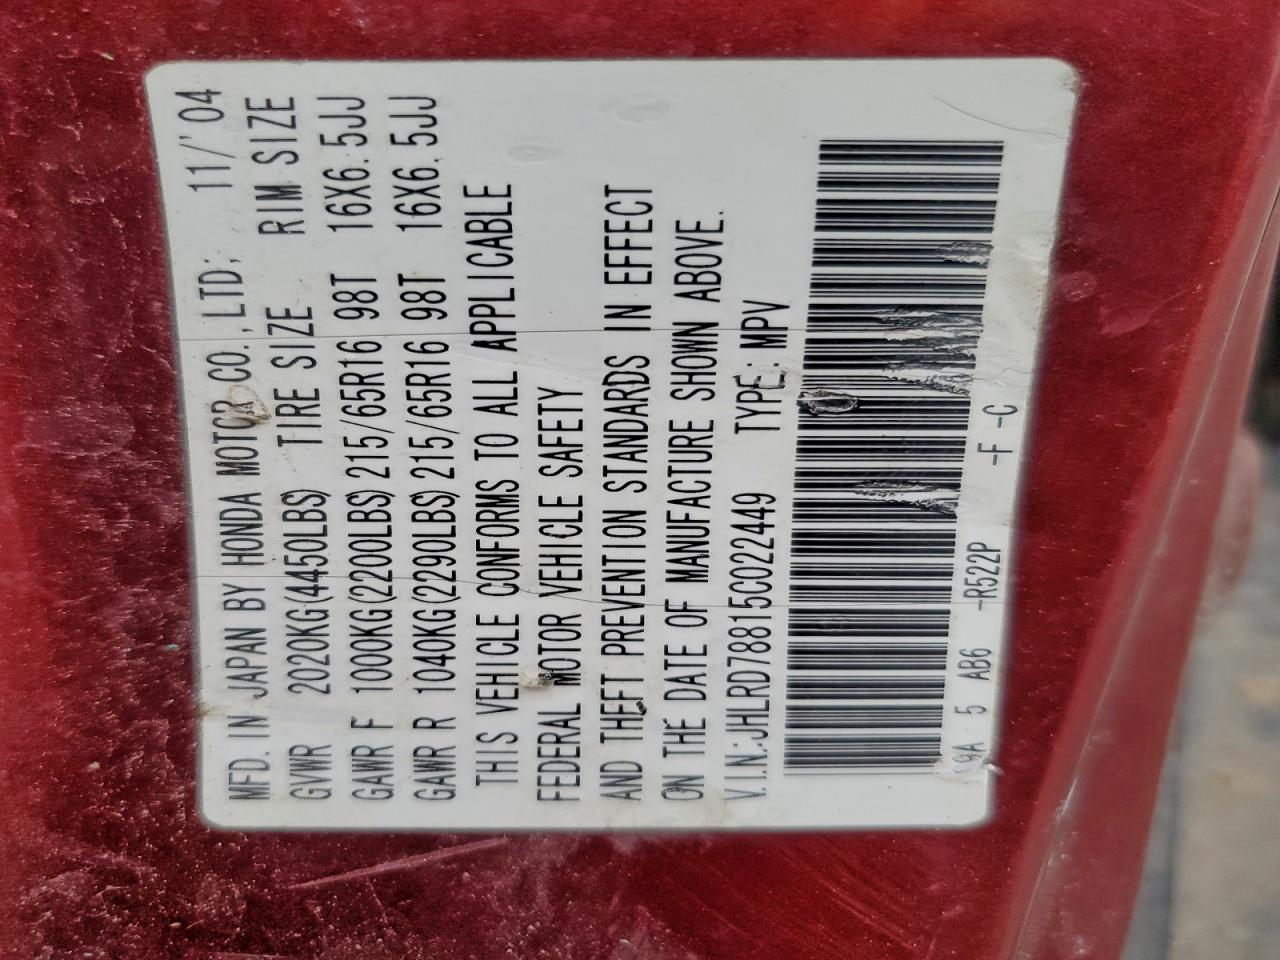 MFD. IN JAPAN BY HONDA MOTOR CO., LTD; 11/'04
GVWR 2020KG(4450LBS) TIRE SIZE RIM SIZE
GAWR F 1000KG(2200LBS) 215/65R16 98T 16X6.5JJ
GAWR R 1040KG(2290LBS) 215/65R16 98T 16X6.5JJ
THIS VEHICLE CONFORMS TO ALL APPLICABLE
FEDERAL MOTOR VEHICLE SAFETY
AND THEFT PREVENTION STANDARDS IN EFFECT
ON THE DATE OF MANUFACTURE SHOWN ABOVE.
V.I.N.:JHLRD78815C022449 TYPE: MPV
S9A 5 AB6 -R522P -F -C